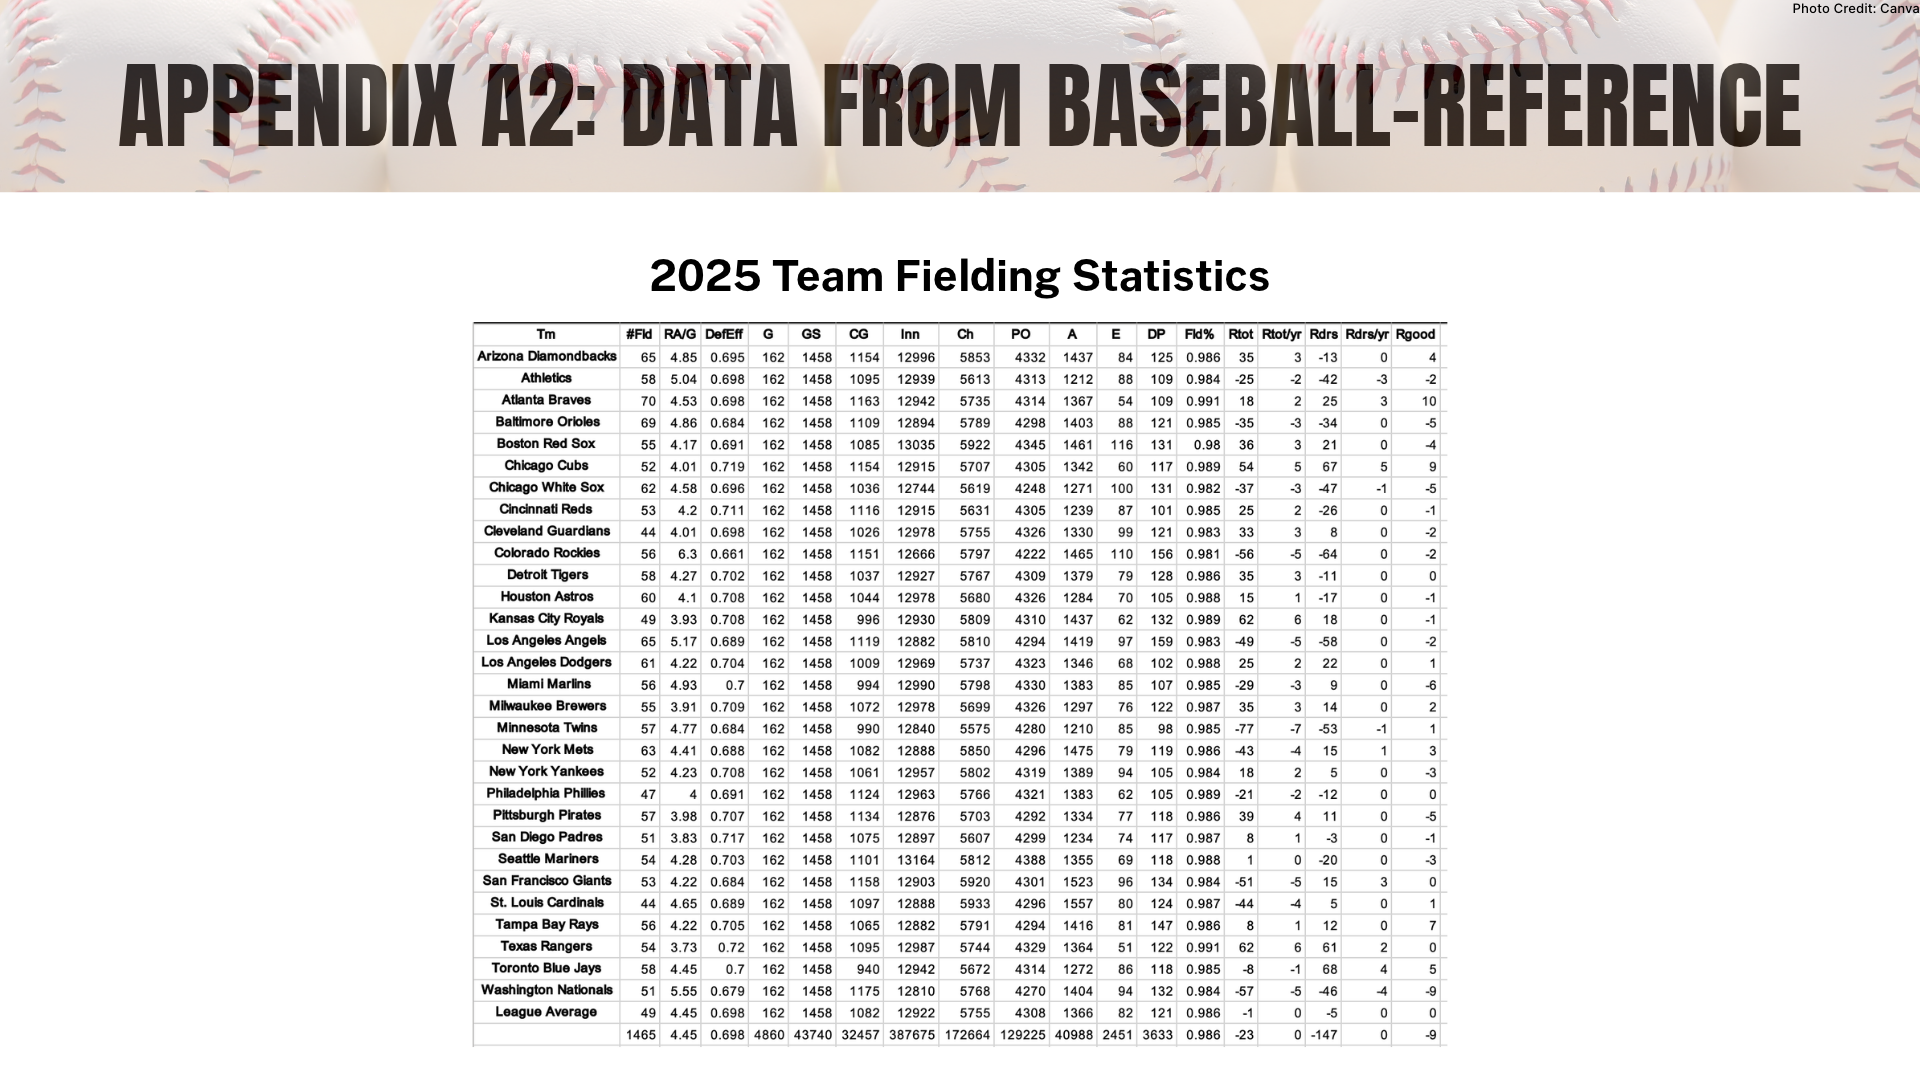 Photo Credit: Canva
APPENDIX A2: DATA FROM BASEBALL-REFERENCE
2025 Team Fielding Statistics
Tm #Fld RA/G DefEff G GS CG Inn Ch PO A E DP Fld% Rtot Rtot/yr Rdrs Rdrs/yr Rgood
Arizona Diamondbacks 65 4.85 0.695 162 1458 1154 12996 5853 4332 1437 84 125 0.986 35 3 -13 0 4
Athletics 58 5.04 0.698 162 1458 1095 12939 5613 4313 1212 88 109 0.984 -25 -2 -42 -3 -2
Atlanta Braves 70 4.53 0.698 162 1458 1163 12942 5735 4314 1367 54 109 0.991 18 2 25 3 10
Baltimore Orioles 69 4.86 0.684 162 1458 1109 12894 5789 4298 1403 88 121 0.985 -35 -3 -34 0 -5
Boston Red Sox 55 4.17 0.691 162 1458 1085 13035 5922 4345 1461 116 131 0.98 36 3 21 0 -4
Chicago Cubs 52 4.01 0.719 162 1458 1154 12915 5707 4305 1342 60 117 0.989 54 5 67 5 9
Chicago White Sox 62 4.58 0.696 162 1458 1036 12744 5619 4248 1271 100 131 0.982 -37 -3 -47 -1 -5
Cincinnati Reds 53 4.2 0.711 162 1458 1116 12915 5631 4305 1239 87 101 0.985 25 2 -26 0 -1
Cleveland Guardians 44 4.01 0.698 162 1458 1026 12978 5755 4326 1330 99 121 0.983 33 3 8 0 -2
Colorado Rockies 56 6.3 0.661 162 1458 1151 12666 5797 4222 1465 110 156 0.981 -56 -5 -64 0 -2
Detroit Tigers 58 4.27 0.702 162 1458 1037 12927 5767 4309 1379 79 128 0.986 35 3 -11 0 0
Houston Astros 60 4.1 0.708 162 1458 1044 12978 5680 4326 1284 70 105 0.988 15 1 -17 0 -1
Kansas City Royals 49 3.93 0.708 162 1458 996 12930 5809 4310 1437 62 132 0.989 62 6 18 0 -1
Los Angeles Angels 65 5.17 0.689 162 1458 1119 12882 5810 4294 1419 97 159 0.983 -49 -5 -58 0 -2
Los Angeles Dodgers 61 4.22 0.704 162 1458 1009 12969 5737 4323 1346 68 102 0.988 25 2 22 0 1
Miami Marlins 56 4.93 0.7 162 1458 994 12990 5798 4330 1383 85 107 0.985 -29 -3 9 0 -6
Milwaukee Brewers 55 3.91 0.709 162 1458 1072 12978 5699 4326 1297 76 122 0.987 35 3 14 0 2
Minnesota Twins 57 4.77 0.684 162 1458 990 12840 5575 4280 1210 85 98 0.985 -77 -7 -53 -1 1
New York Mets 63 4.41 0.688 162 1458 1082 12888 5850 4296 1475 79 119 0.986 -43 -4 15 1 3
New York Yankees 52 4.23 0.708 162 1458 1061 12957 5802 4319 1389 94 105 0.984 18 2 5 0 -3
Philadelphia Phillies 47 4 0.691 162 1458 1124 12963 5766 4321 1383 62 105 0.989 -21 -2 -12 0 0
Pittsburgh Pirates 57 3.98 0.707 162 1458 1134 12876 5703 4292 1334 77 118 0.986 39 4 11 0 -5
San Diego Padres 51 3.83 0.717 162 1458 1075 12897 5607 4299 1234 74 117 0.987 8 1 -3 0 -1
Seattle Mariners 54 4.28 0.703 162 1458 1101 13164 5812 4388 1355 69 118 0.988 1 0 -20 0 -3
San Francisco Giants 53 4.22 0.684 162 1458 1158 12903 5920 4301 1523 96 134 0.984 -51 -5 15 3 0
St. Louis Cardinals 44 4.65 0.689 162 1458 1097 12888 5933 4296 1557 80 124 0.987 -44 -4 5 0 1
Tampa Bay Rays 56 4.22 0.705 162 1458 1065 12882 5791 4294 1416 81 147 0.986 8 1 12 0 7
Texas Rangers 54 3.73 0.72 162 1458 1095 12987 5744 4329 1364 51 122 0.991 62 6 61 2 0
Toronto Blue Jays 58 4.45 0.7 162 1458 940 12942 5672 4314 1272 86 118 0.985 -8 -1 68 4 5
Washington Nationals 51 5.55 0.679 162 1458 1175 12810 5768 4270 1404 94 132 0.984 -57 -5 -46 -4 -9
League Average 49 4.45 0.698 162 1458 1082 12922 5755 4308 1366 82 121 0.986 -1 0 -5 0 0
1465 4.45 0.698 4860 43740 32457 387675 172664 129225 40988 2451 3633 0.986 -23 0 -147 0 -9